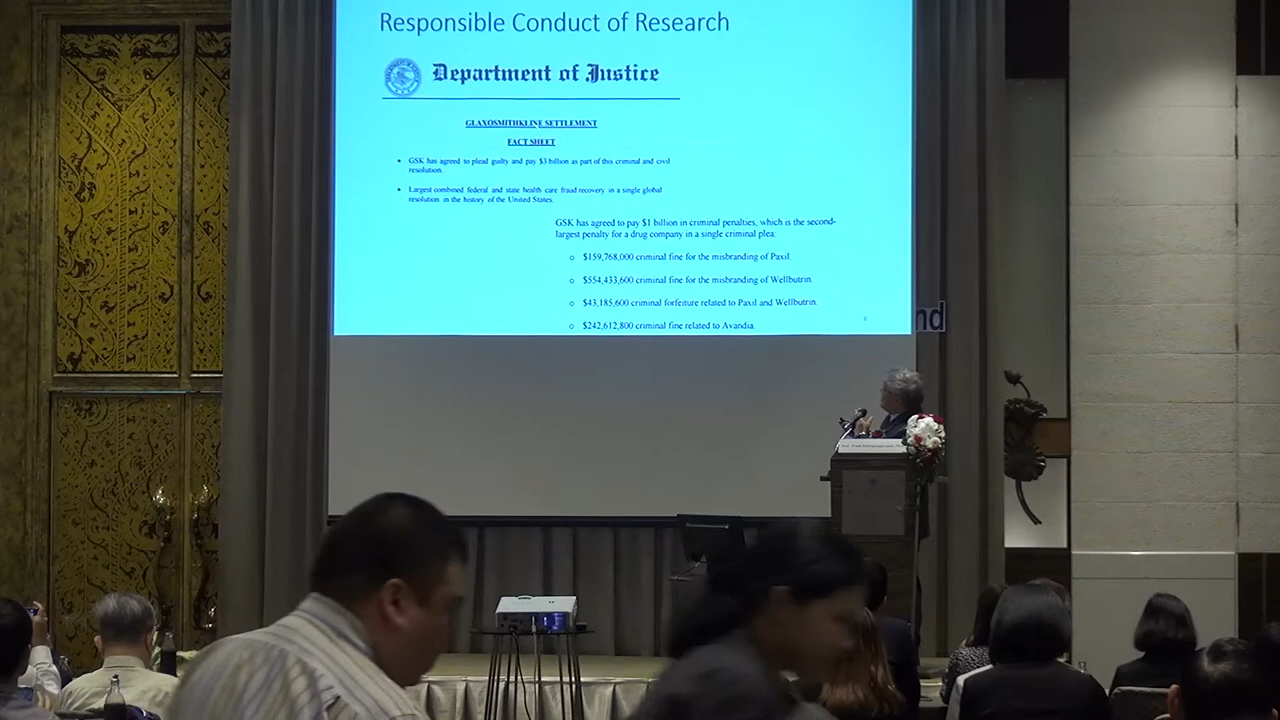 Responsible Conduct of Research
Department of Justice
GLAXOSMITHKLINE SETTLEMENT
FACT SHEET
• GSK has agreed to plead guilty and pay $3 billion as part of this criminal and civil
resolution.
• Largest combined federal and state health care fraud recovery in a single global
resolution in the history of the United States.
GSK has agreed to pay $1 billion in criminal penalties, which is the second-
largest penalty for a drug company in a single criminal plea:
o $159,768,000 criminal fine for the misbranding of Paxil.
o $554,433,600 criminal fine for the misbranding of Wellbutrin.
o $43,185,600 criminal forfeiture related to Paxil and Wellbutrin.
o $242,612,800 criminal fine related to Avandia.
nd